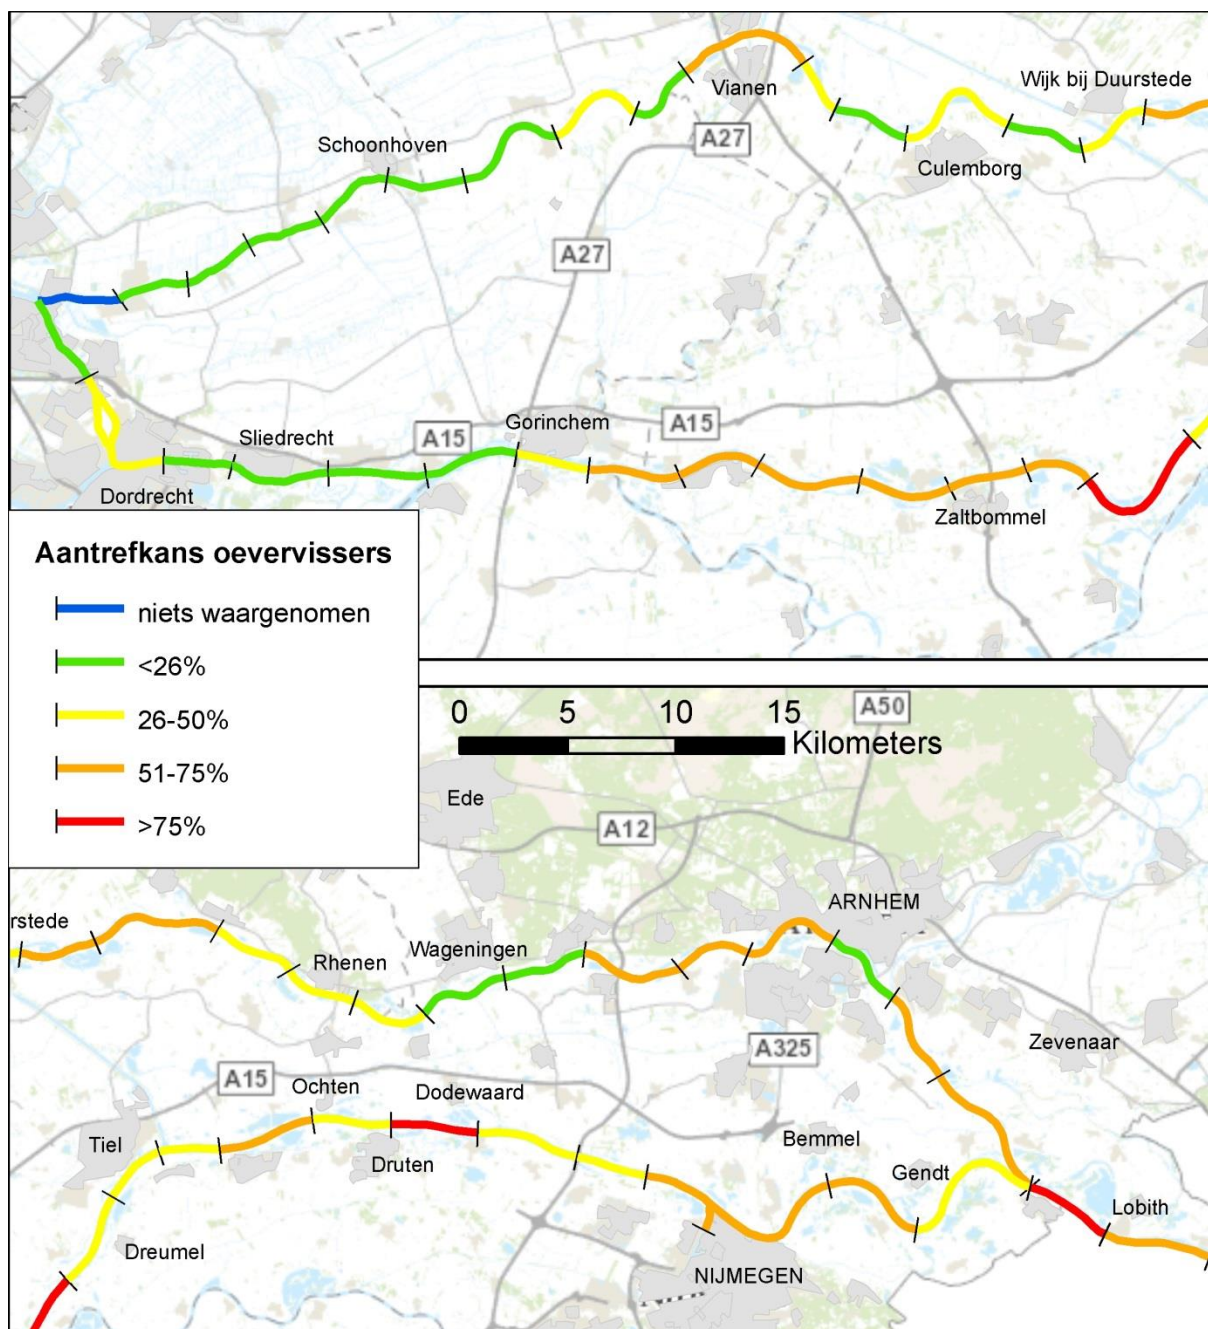 Wijk bij Duurstede
Vianen
A27
Schoonhoven
Culemborg
A27
Gorinchem
A15
Sliedrecht
A15
Dordrecht
Zaltbommel
Aantrefkans oevervissers
niets waargenomen
<26%
26-50%
51-75%
>75%
0 5 10 15
Kilometers
A50
Ede
A12
ARNHEM
rstede
Wageningen
Rhenen
Zevenaar
A325
A15
Ochten
Dodewaard
Tiel
Bemmel
Druten
Gendt
Lobith
Dreumel
NIJMEGEN